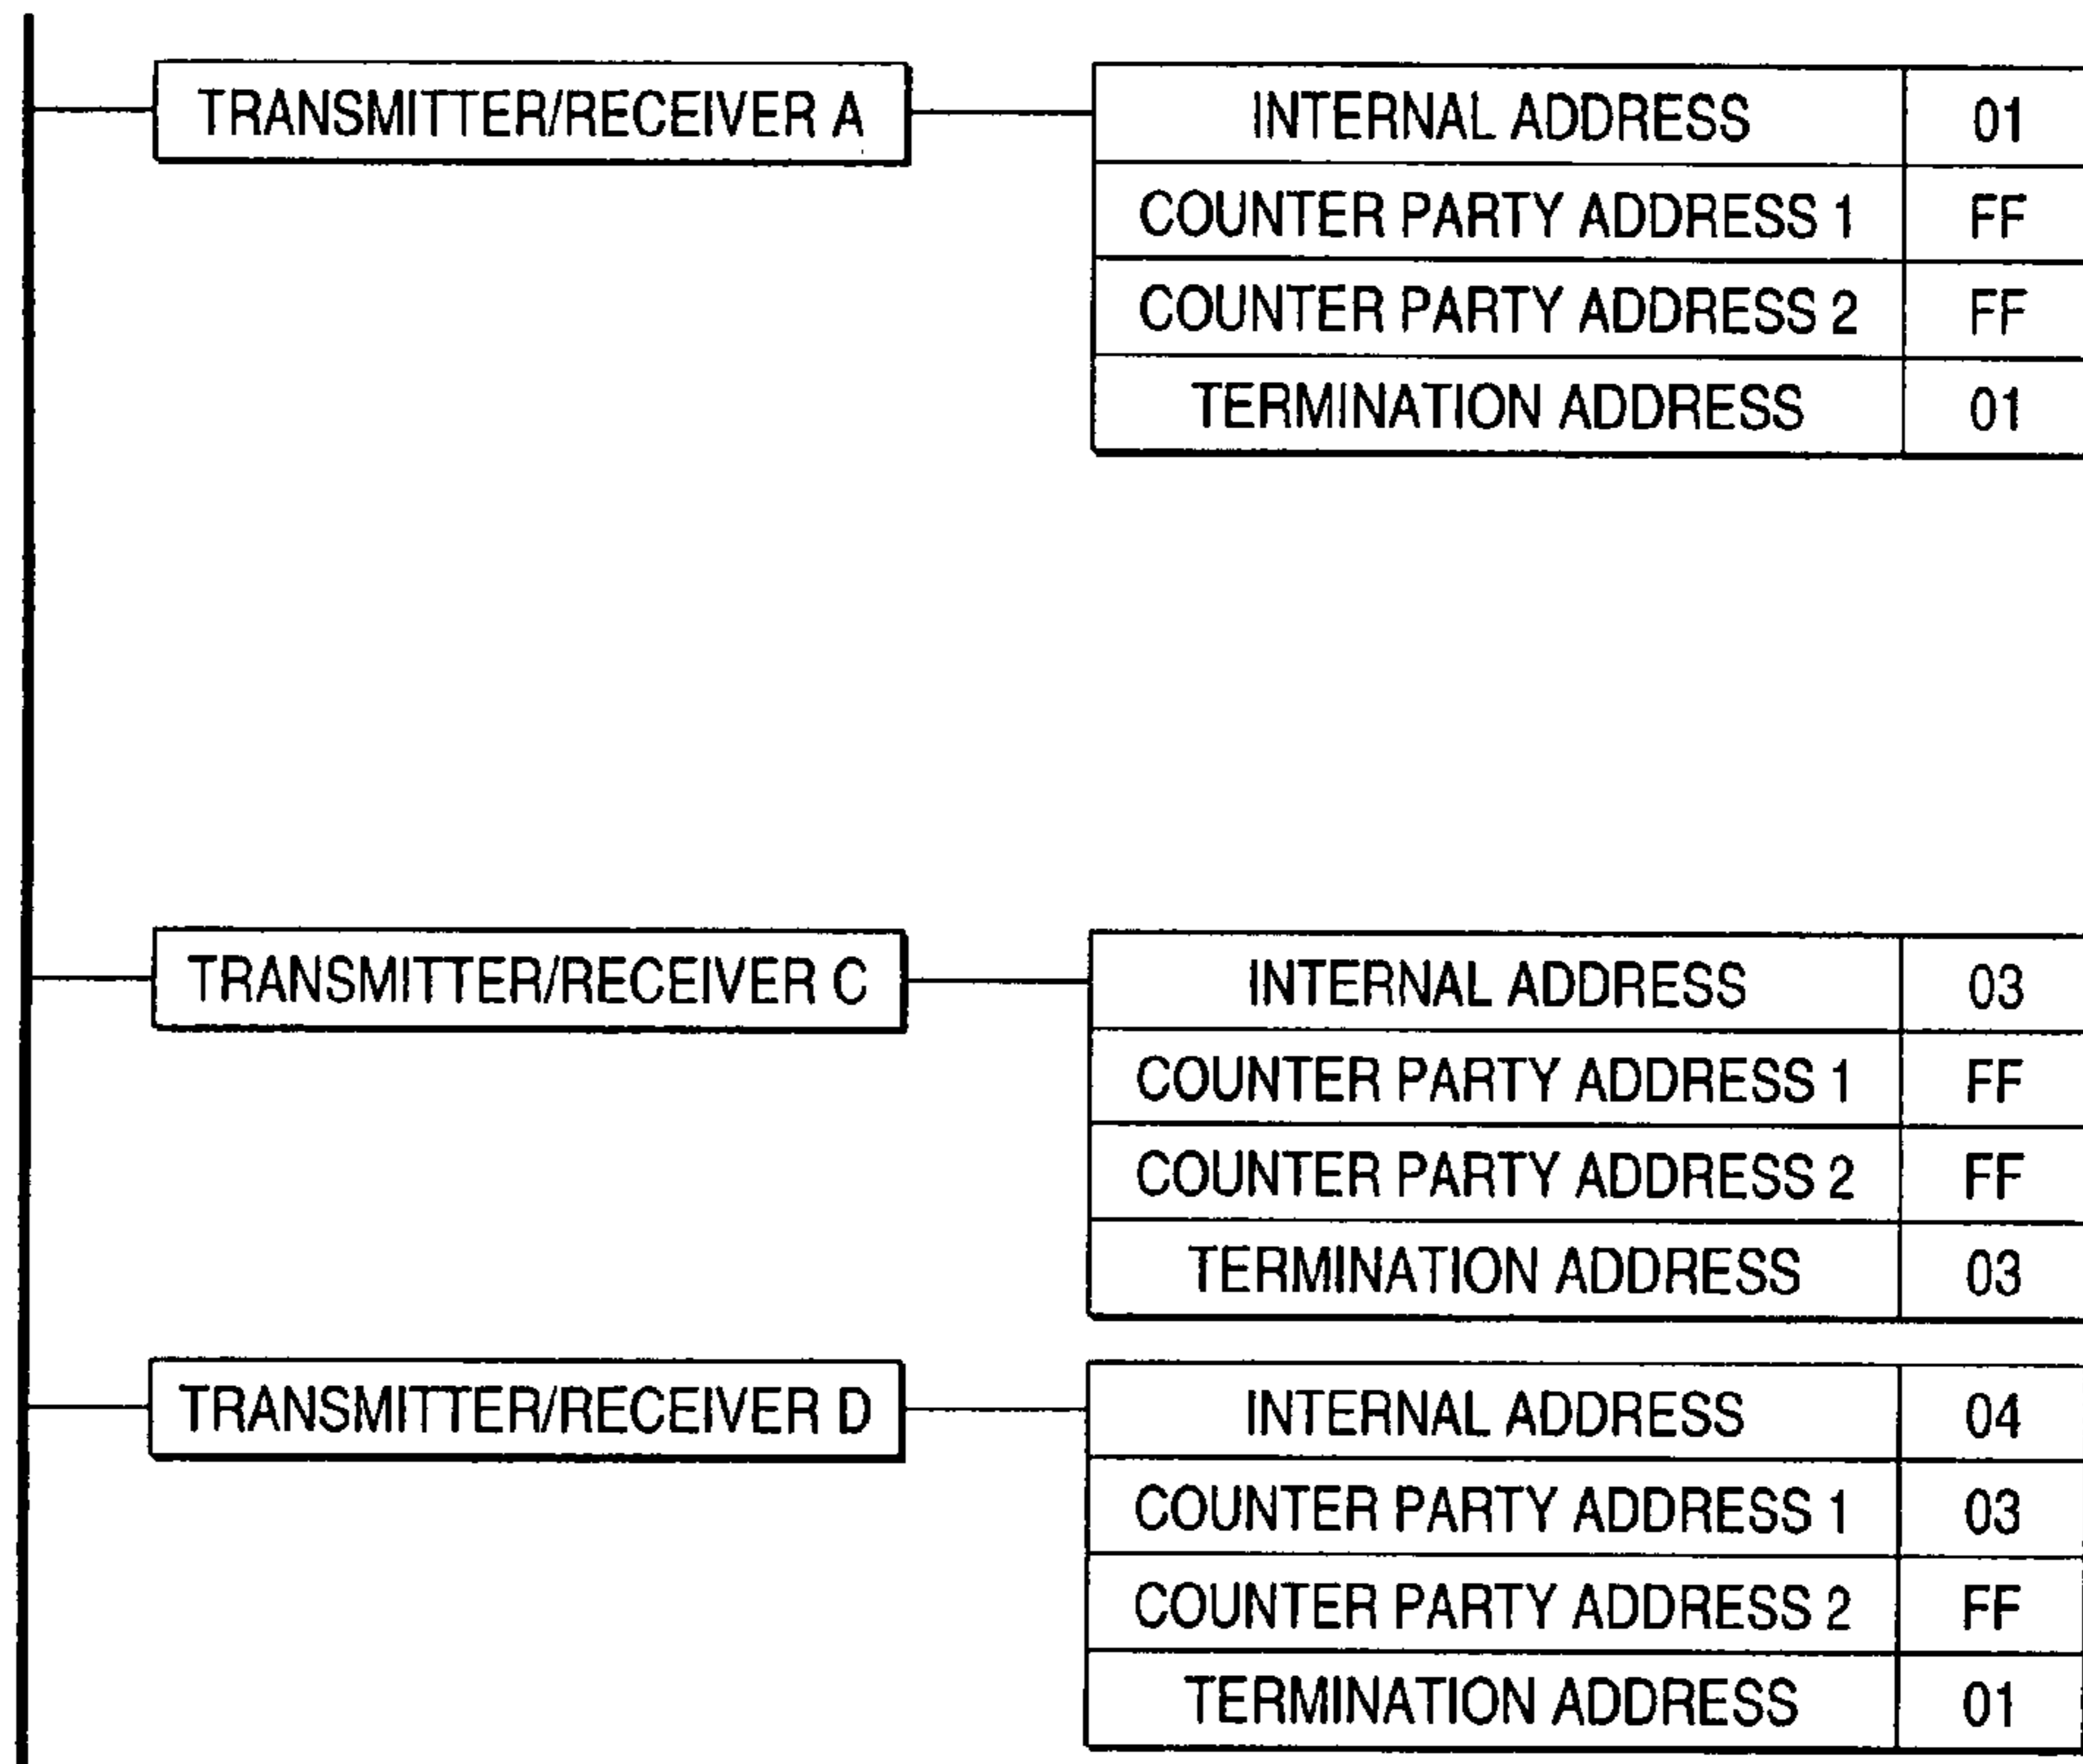 TRANSMITTER/RECEIVER A
INTERNAL ADDRESS 01
COUNTER PARTY ADDRESS 1 FF
COUNTER PARTY ADDRESS 2 FF
TERMINATION ADDRESS 01
TRANSMITTER/RECEIVER C
INTERNAL ADDRESS 03
COUNTER PARTY ADDRESS 1 FF
COUNTER PARTY ADDRESS 2 FF
TERMINATION ADDRESS 03
TRANSMITTER/RECEIVER D
INTERNAL ADDRESS 04
COUNTER PARTY ADDRESS 1 03
COUNTER PARTY ADDRESS 2 FF
TERMINATION ADDRESS 01